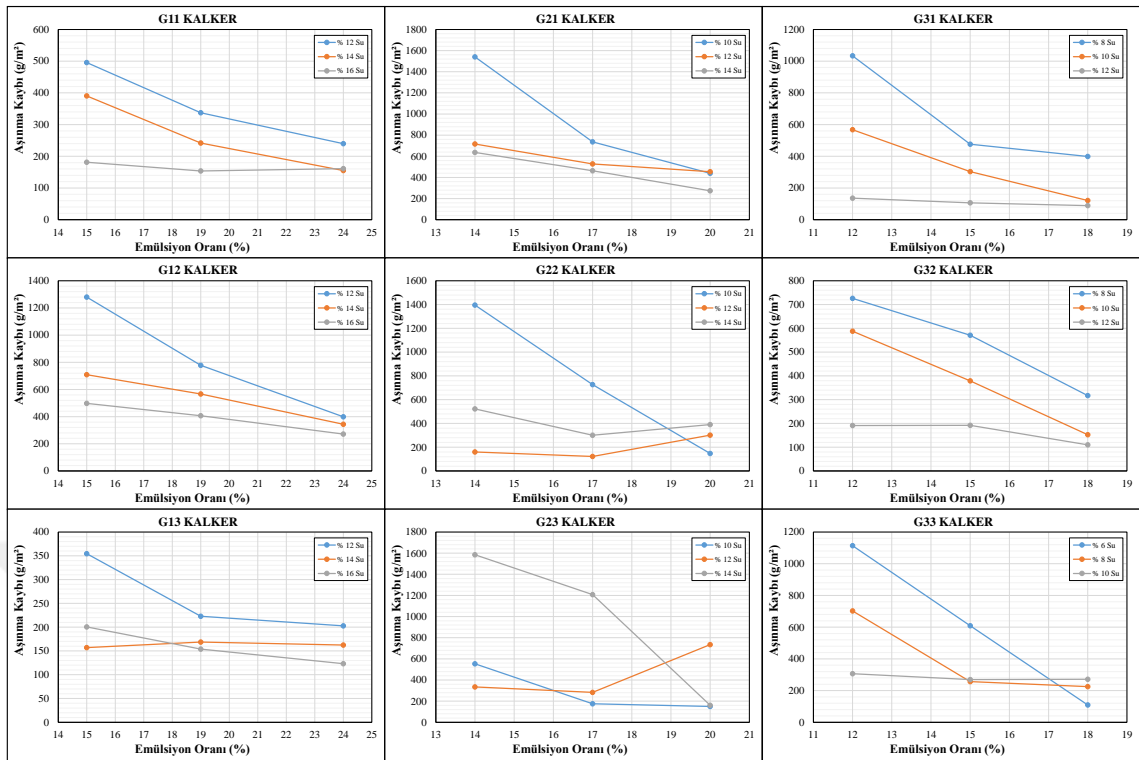 G11 KALKER
Aşınma Kaybı (g/m²)
600
500
400
300
200
100
0
14 15 16 17 18 19 20 21 22 23 24 25
Emülsiyon Oranı (%)
% 12 Su
% 14 Su
% 16 Su
G21 KALKER
Aşınma Kaybı (g/m²)
1800
1600
1400
1200
1000
800
600
400
200
0
13 14 15 16 17 18 19 20 21
Emülsiyon Oranı (%)
% 10 Su
% 12 Su
% 14 Su
G31 KALKER
Aşınma Kaybı (g/m²)
1200
1000
800
600
400
200
0
11 12 13 14 15 16 17 18 19
Emülsiyon Oranı (%)
% 8 Su
% 10 Su
% 12 Su
G12 KALKER
Aşınma Kaybı (g/m²)
1400
1200
1000
800
600
400
200
0
14 15 16 17 18 19 20 21 22 23 24 25
Emülsiyon Oranı (%)
% 12 Su
% 14 Su
% 16 Su
G22 KALKER
Aşınma Kaybı (g/m²)
1600
1400
1200
1000
800
600
400
200
0
13 14 15 16 17 18 19 20 21
Emülsiyon Oranı (%)
% 10 Su
% 12 Su
% 14 Su
G32 KALKER
Aşınma Kaybı (g/m²)
800
700
600
500
400
300
200
100
0
11 12 13 14 15 16 17 18 19
Emülsiyon Oranı (%)
% 8 Su
% 10 Su
% 12 Su
G13 KALKER
Aşınma Kaybı (g/m²)
400
350
300
250
200
150
100
50
0
14 15 16 17 18 19 20 21 22 23 24 25
Emülsiyon Oranı (%)
% 12 Su
% 14 Su
% 16 Su
G23 KALKER
Aşınma Kaybı (g/m²)
1800
1600
1400
1200
1000
800
600
400
200
0
13 14 15 16 17 18 19 20 21
Emülsiyon Oranı (%)
% 10 Su
% 12 Su
% 14 Su
G33 KALKER
Aşınma Kaybı (g/m²)
1200
1000
800
600
400
200
0
11 12 13 14 15 16 17 18 19
Emülsiyon Oranı (%)
% 6 Su
% 8 Su
% 10 Su